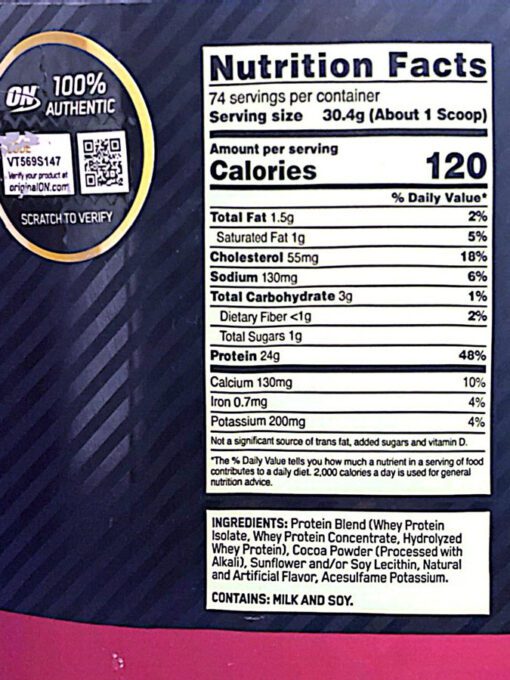 ON 100%
AUTHENTIC
VT569S147
Verify your product at
originalON.com
SCRATCH TO VERIFY
Nutrition Facts
74 servings per container
Serving size 30.4g (About 1 Scoop)
Amount per serving
Calories 120
% Daily Value*
Total Fat 1.5g 2%
Saturated Fat 1g 5%
Cholesterol 55mg 18%
Sodium 130mg 6%
Total Carbohydrate 3g 1%
Dietary Fiber <1g 2%
Total Sugars 1g
Protein 24g 48%
Calcium 130mg 10%
Iron 0.7mg 4%
Potassium 200mg 4%
Not a significant source of trans fat, added sugars and vitamin D.
*The % Daily Value tells you how much a nutrient in a serving of food
contributes to a daily diet. 2,000 calories a day is used for general
nutrition advice.
INGREDIENTS: Protein Blend (Whey Protein
Isolate, Whey Protein Concentrate, Hydrolyzed
Whey Protein), Cocoa Powder (Processed with
Alkali), Sunflower and/or Soy Lecithin, Natural
and Artificial Flavor, Acesulfame Potassium.
CONTAINS: MILK AND SOY.